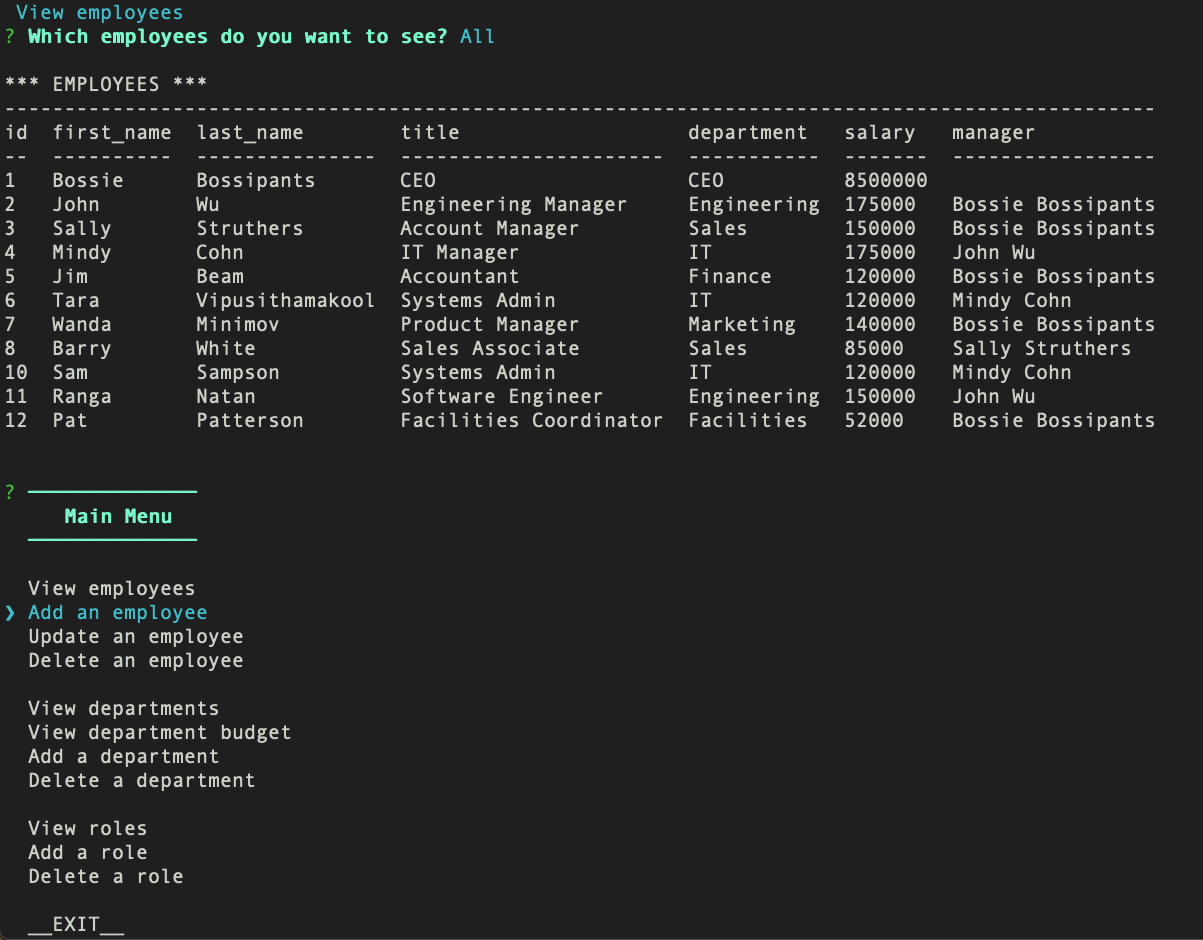 View employees
? Which employees do you want to see? All
*** EMPLOYEES ***
------------------------------------------------------------------------------------------------
id  first_name  last_name        title                   department   salary   manager
--  ----------  ---------------  ----------------------  -----------  -------  -----------------
1   Bossie      Bossipants       CEO                     CEO          8500000
2   John        Wu               Engineering Manager     Engineering  175000   Bossie Bossipants
3   Sally       Struthers        Account Manager         Sales        150000   Bossie Bossipants
4   Mindy       Cohn             IT Manager              IT           175000   John Wu
5   Jim         Beam             Accountant              Finance      120000   Bossie Bossipants
6   Tara        Vipusithamakool  Systems Admin           IT           120000   Mindy Cohn
7   Wanda       Minimov          Product Manager         Marketing    140000   Bossie Bossipants
8   Barry       White            Sales Associate         Sales        85000    Sally Struthers
10  Sam         Sampson          Systems Admin           IT           120000   Mindy Cohn
11  Ranga       Natan            Software Engineer       Engineering  150000   John Wu
12  Pat         Patterson        Facilities Coordinator  Facilities   52000    Bossie Bossipants
?
Main Menu
View employees
❯ Add an employee
Update an employee
Delete an employee
View departments
View department budget
Add a department
Delete a department
View roles
Add a role
Delete a role
__EXIT__